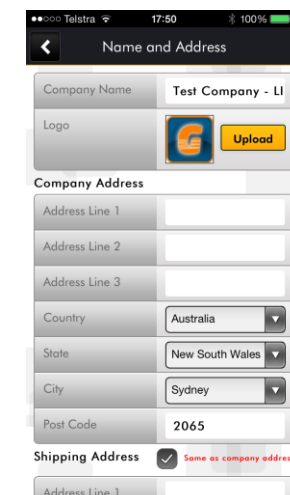 Telstra 17:50 100%
Name and Address
Company Name Test Company - LI
Logo Upload
Company Address
Address Line 1
Address Line 2
Address Line 3
Country Australia
State New South Wales
City Sydney
Post Code 2065
Shipping Address Same as company addres
Address Line 1